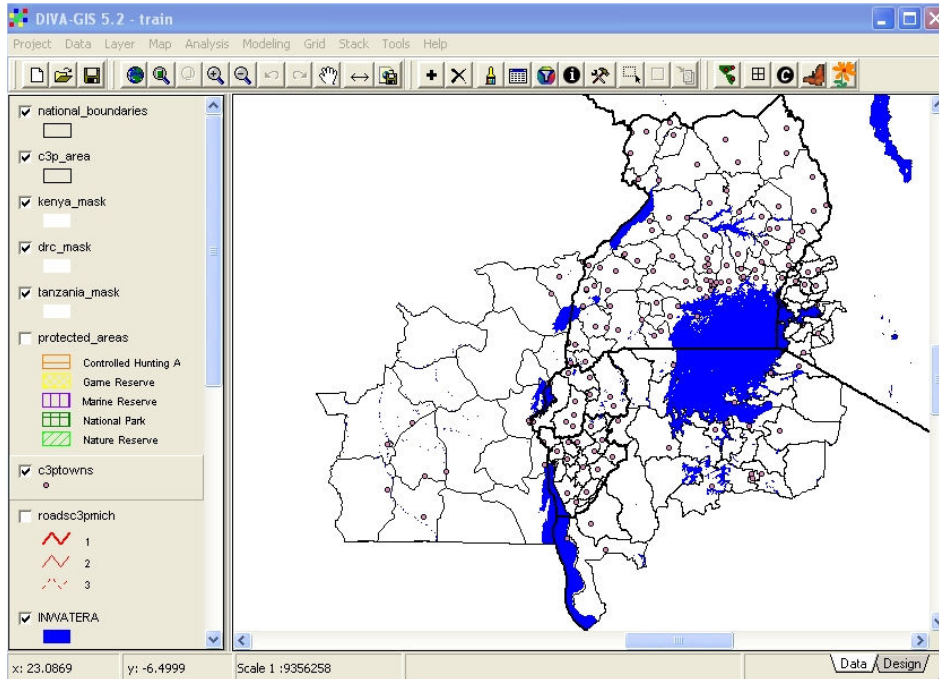 DIVA-GIS 5.2 - train
Project Data Layer Map Analysis Modeling Grid Stack Tools Help
national_boundaries
c3p_area
kenya_mask
drc_mask
tanzania_mask
protected_areas
Controlled Hunting A
Game Reserve
Marine Reserve
National Park
Nature Reserve
c3ptowns
roadsc3pmich
1
2
3
INWATERA
x: 23.0869 y: -6.4999 Scale 1 :9356258 Data Design